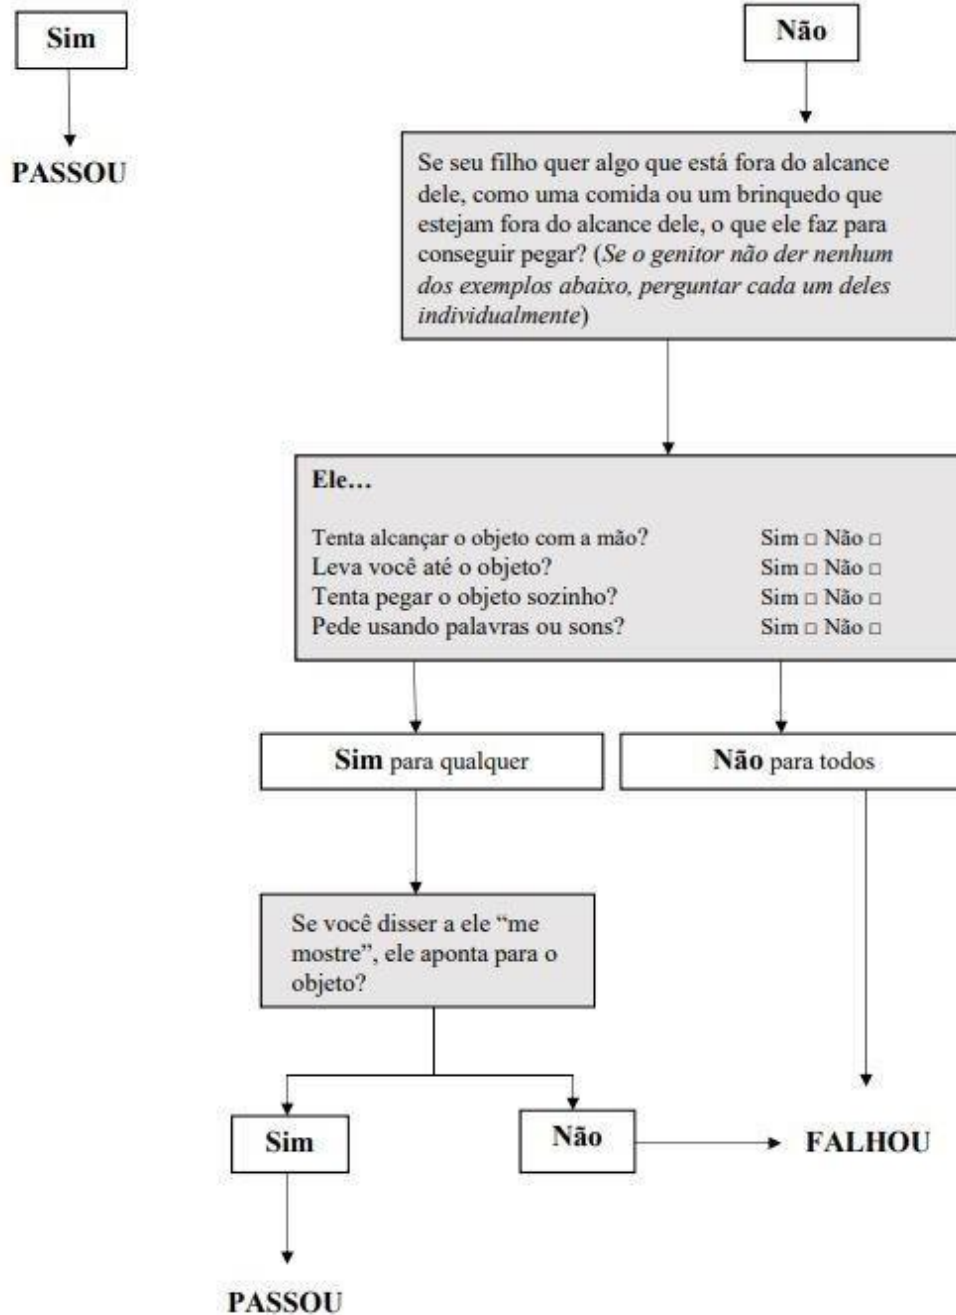 Sim
Não
PASSOU
Se seu filho quer algo que está fora do alcance
dele, como uma comida ou um brinquedo que
estejam fora do alcance dele, o que ele faz para
conseguir pegar? (Se o genitor não der nenhum
dos exemplos abaixo, perguntar cada um deles
individualmente)
Ele…
Tenta alcançar o objeto com a mão? Sim □ Não □
Leva você até o objeto? Sim □ Não □
Tenta pegar o objeto sozinho? Sim □ Não □
Pede usando palavras ou sons? Sim □ Não □
Sim para qualquer
Não para todos
Se você disser a ele “me
mostre”, ele aponta para o
objeto?
Sim
Não
FALHOU
PASSOU